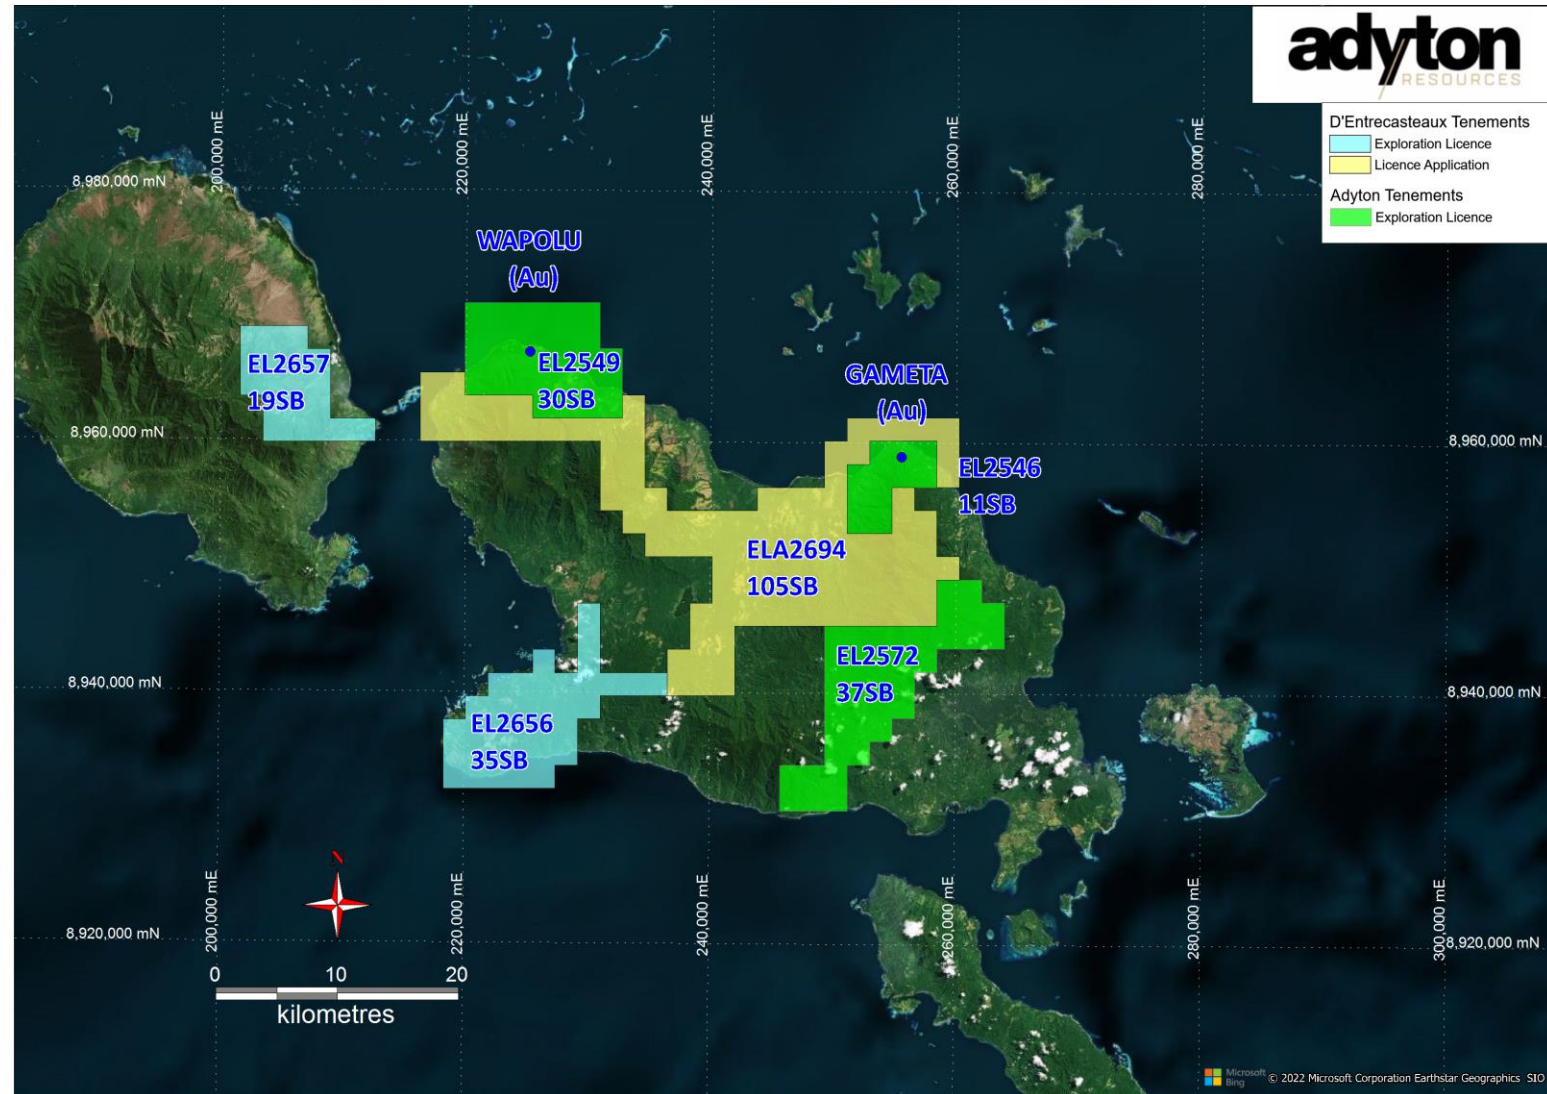 adyton
RESOURCES
D'Entrecasteaux Tenements
Exploration Licence
Licence Application
Adyton Tenements
Exploration Licence
200,000 mE
220,000 mE
240,000 mE
260,000 mE
280,000 mE
8,980,000 mN
WAPOLU
(Au)
EL2657
19SB
EL2549
30SB
GAMETA
(Au)
8,960,000 mN
8,960,000 mN
EL2546
11SB
ELA2694
105SB
EL2572
37SB
8,940,000 mN
8,940,000 mN
EL2656
35SB
N
200,000 mE
220,000 mE
240,000 mE
260,000 mE
280,000 mE
300,000 mE
8,920,000 mN
8,920,000 mN
0 10 20
kilometres
Microsoft
Bing
© 2022 Microsoft Corporation Earthstar Geographics SIO